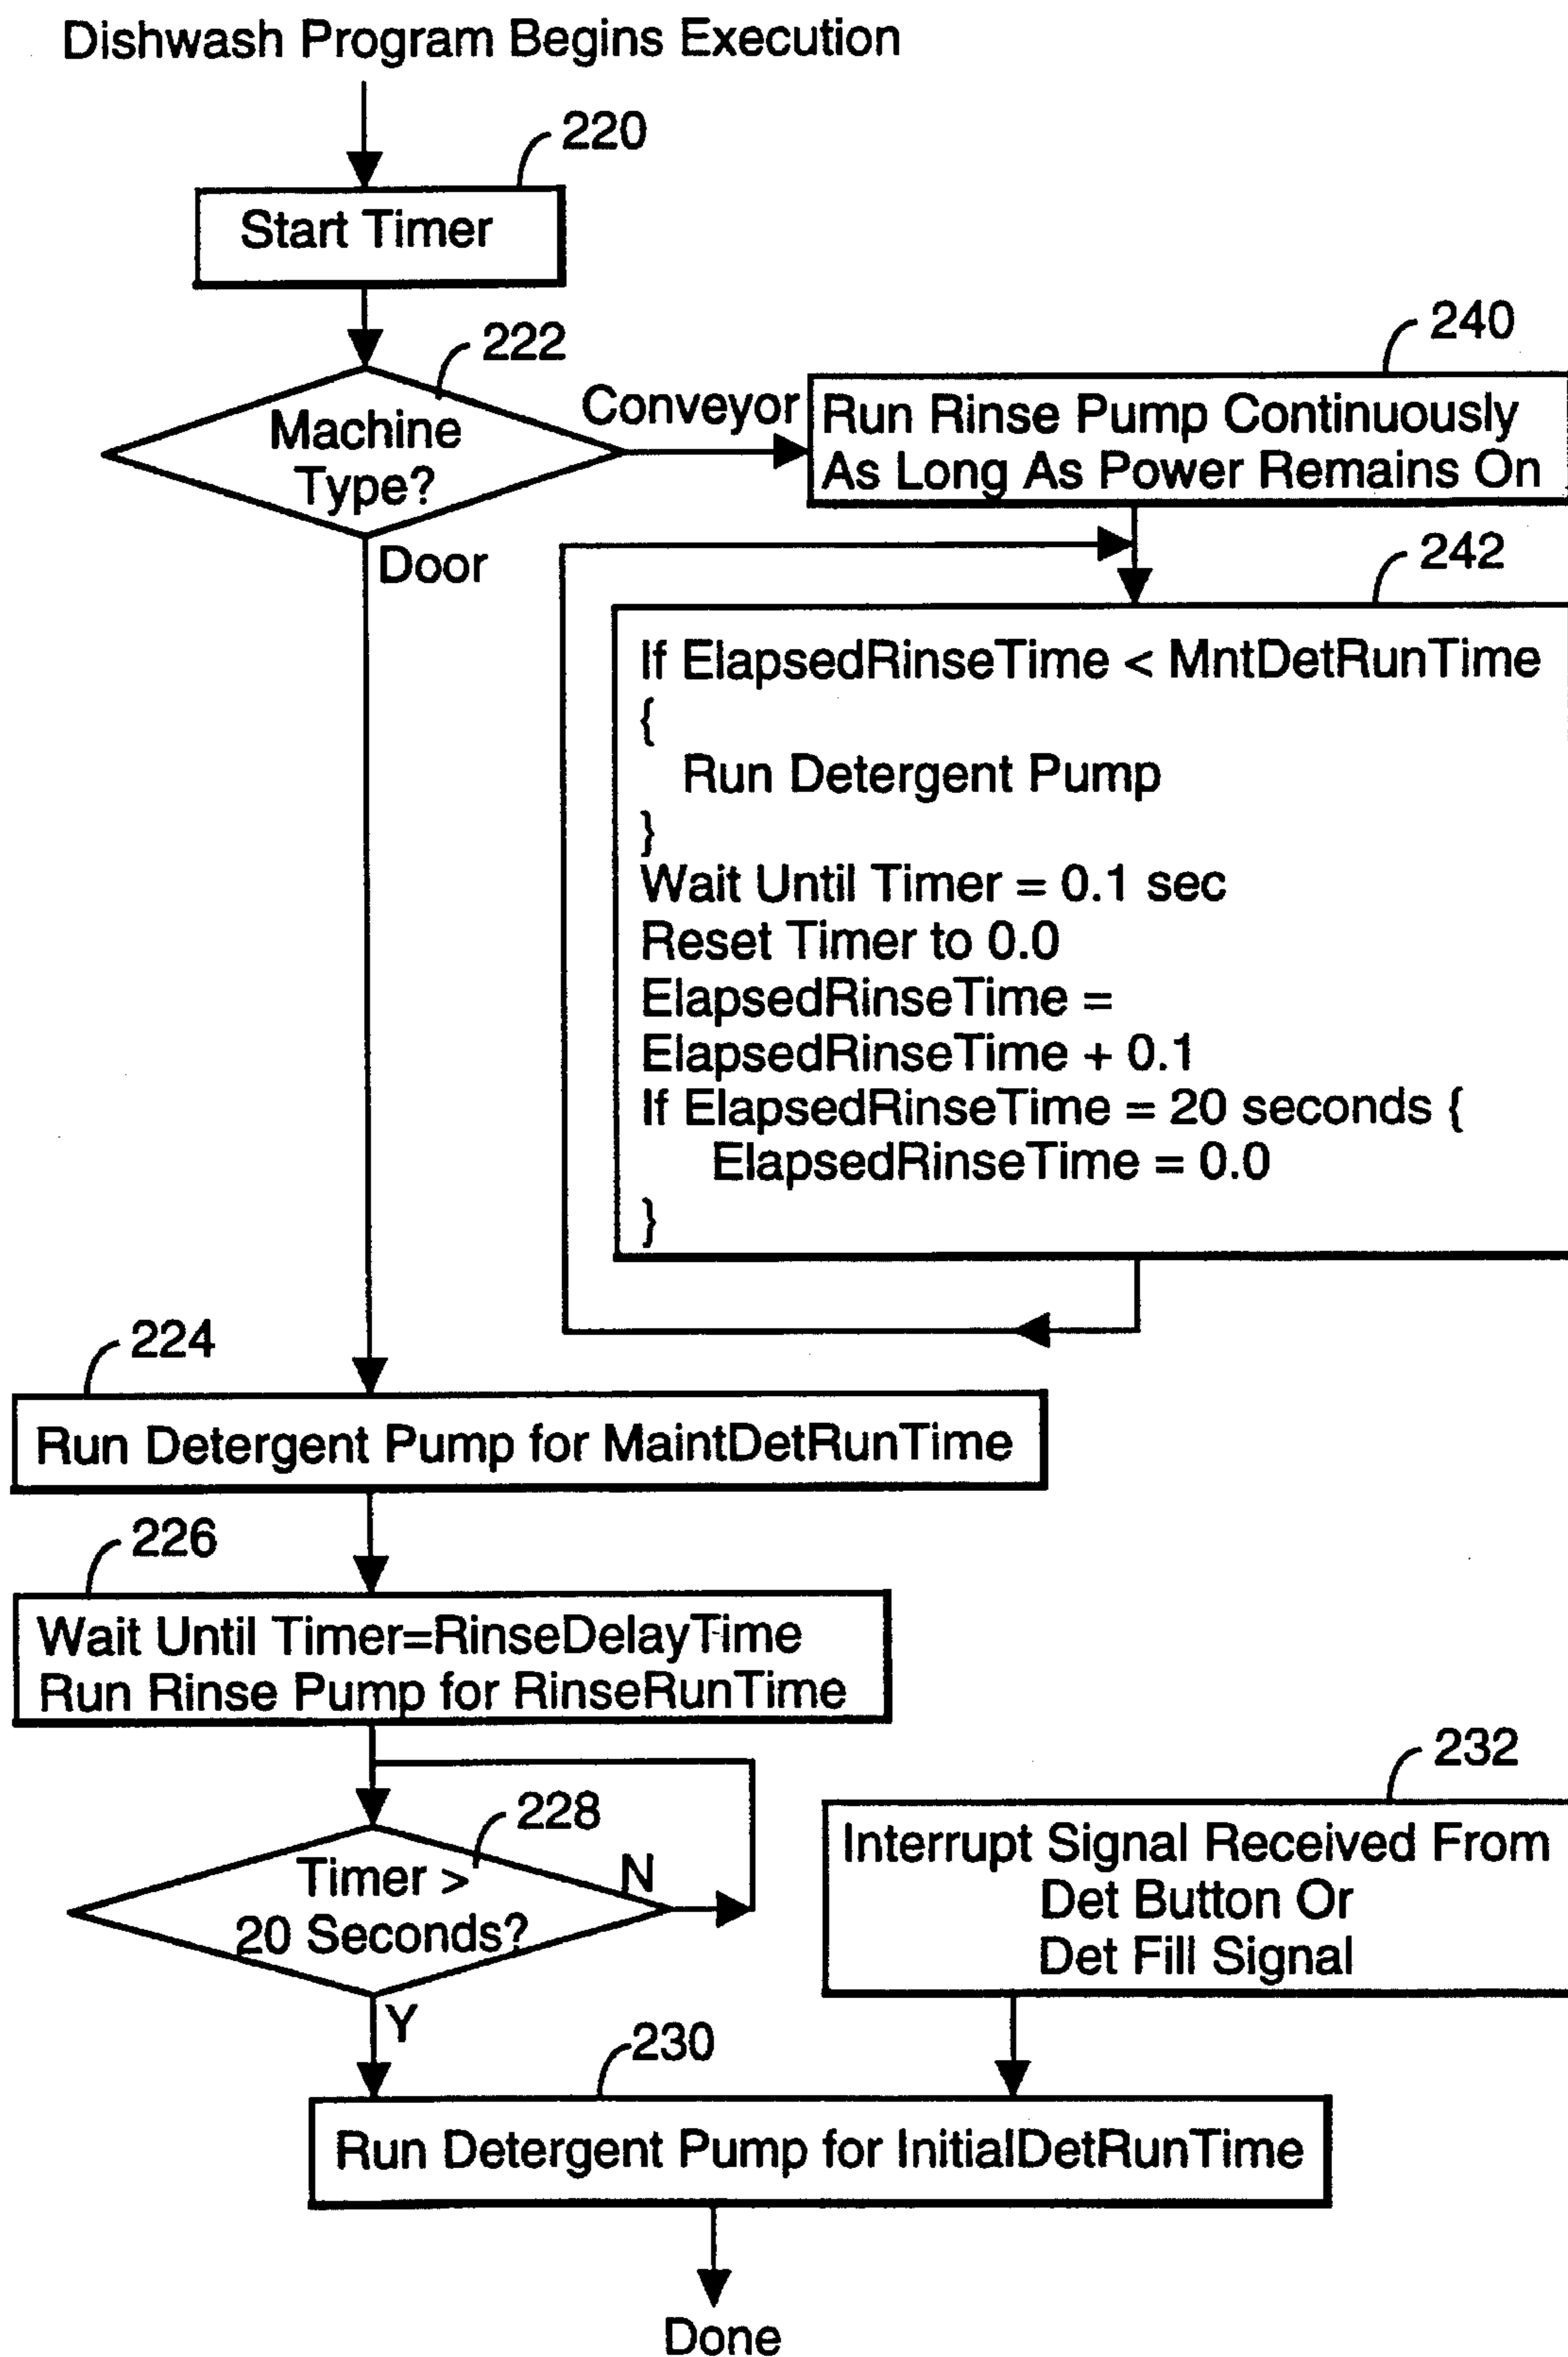 Dishwash Program Begins Execution
220
Start Timer
222
Machine
Type?
Conveyor
Door
240
Run Rinse Pump Continuously
As Long As Power Remains On
242
If ElapsedRinseTime < MntDetRunTime
{
Run Detergent Pump
}
Wait Until Timer = 0.1 sec
Reset Timer to 0.0
ElapsedRinseTime =
ElapsedRinseTime + 0.1
If ElapsedRinseTime = 20 seconds {
ElapsedRinseTime = 0.0
}
224
Run Detergent Pump for MaintDetRunTime
226
Wait Until Timer=RinseDelayTime
Run Rinse Pump for RinseRunTime
228
Timer >
20 Seconds?
N
Y
232
Interrupt Signal Received From
Det Button Or
Det Fill Signal
230
Run Detergent Pump for InitialDetRunTime
Done